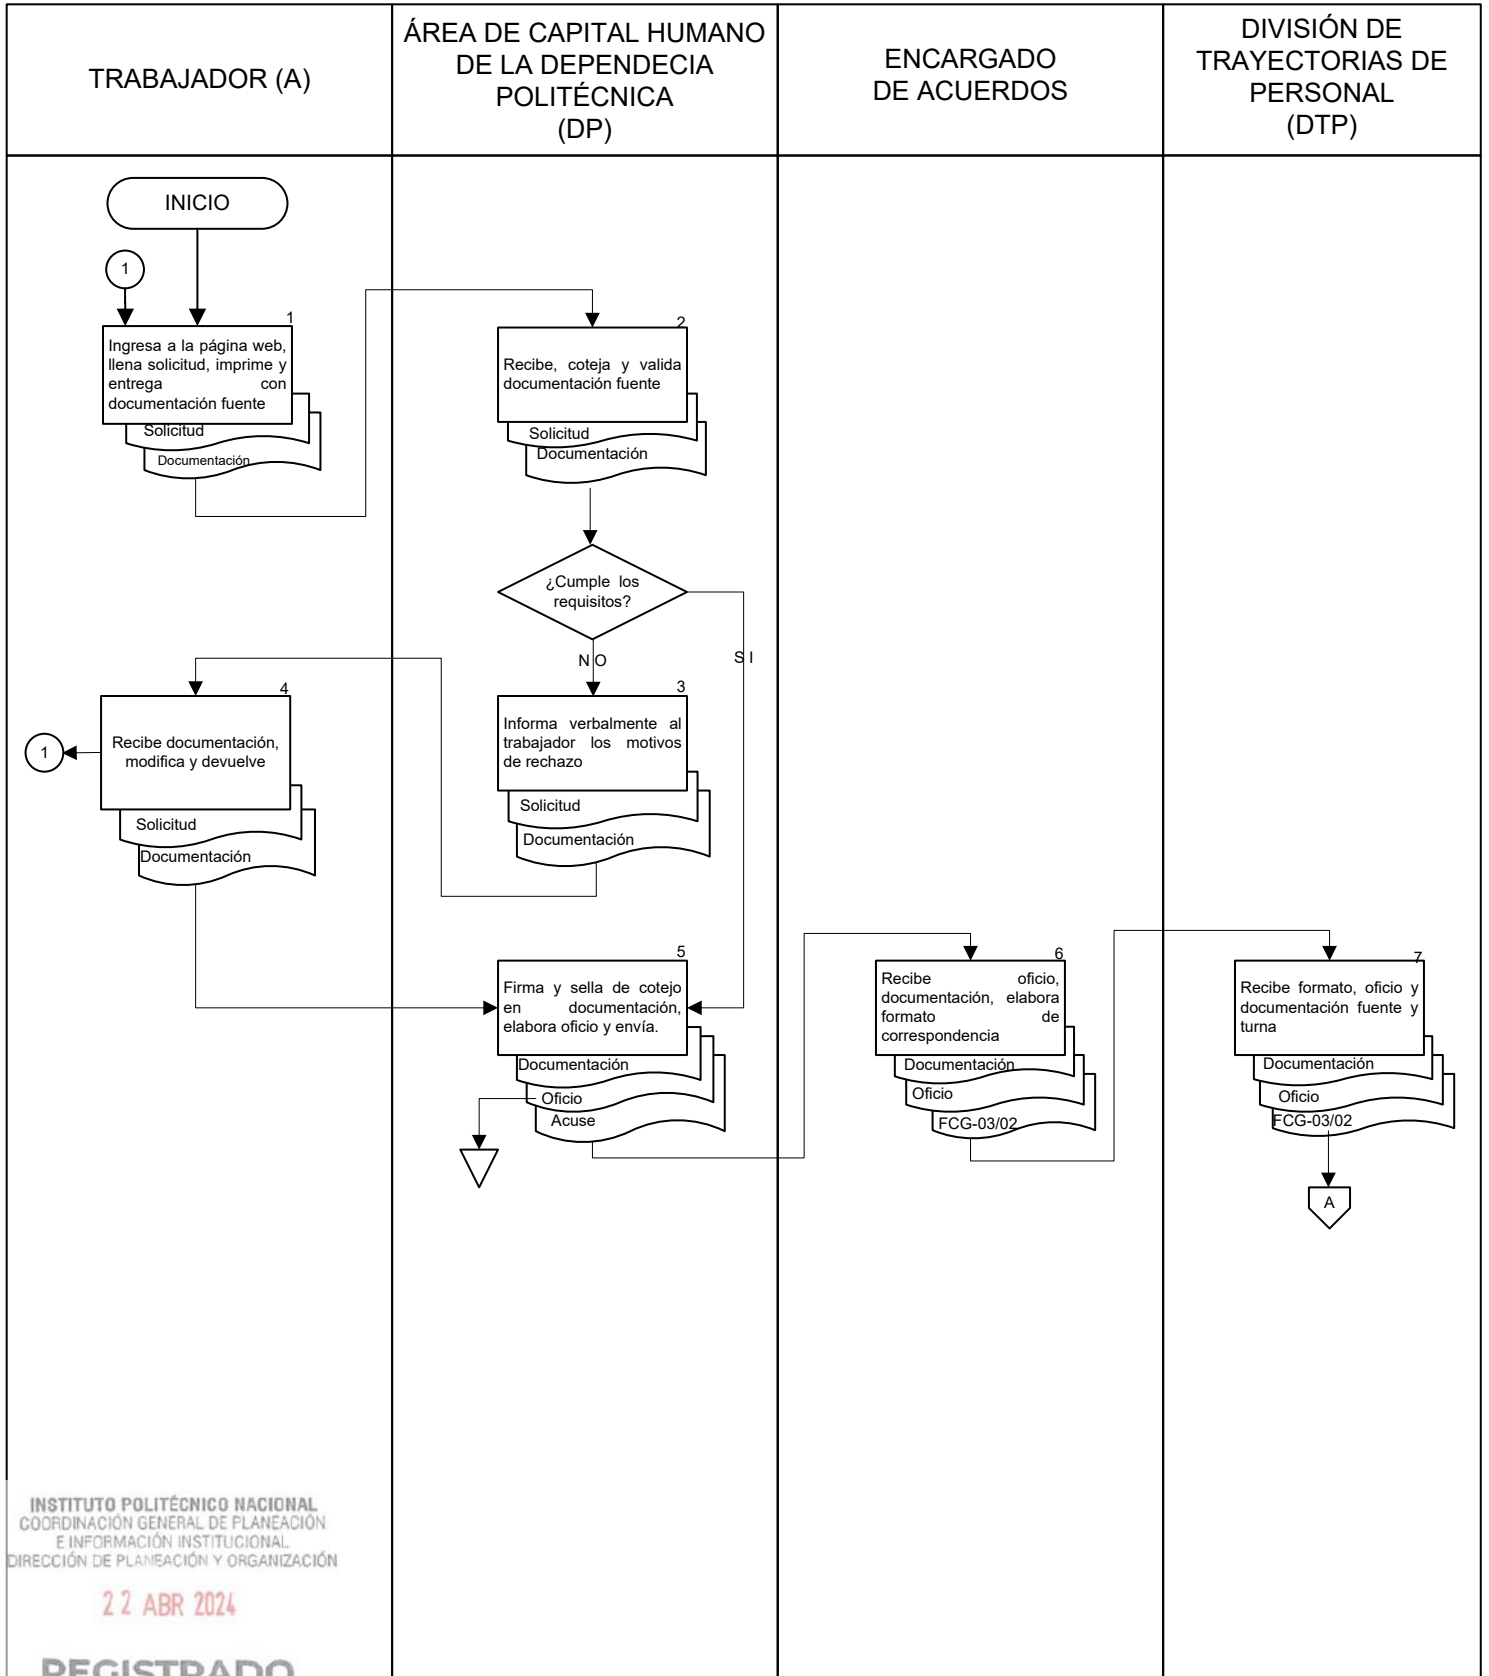 TRABAJADOR (A)
ÁREA DE CAPITAL HUMANO
DE LA DEPENDECIA
POLITÉCNICA
(DP)
ENCARGADO
DE ACUERDOS
DIVISIÓN DE
TRAYECTORIAS DE
PERSONAL
(DTP)
INICIO
1
1
Ingresa a la página web,
llena solicitud, imprime y
entrega con
documentación fuente
Solicitud
Documentación
2
Recibe, coteja y valida
documentación fuente
Solicitud
Documentación
¿Cumple los
requisitos?
NO
SI
3
Informa verbalmente al
trabajador los motivos
de rechazo
Solicitud
Documentación
4
Recibe documentación,
modifica y devuelve
1
Solicitud
Documentación
5
Firma y sella de cotejo
en documentación,
elabora oficio y envía.
Documentación
Oficio
Acuse
6
Recibe oficio,
documentación, elabora
formato de
correspondencia
Documentación
Oficio
FCG-03/02
7
Recibe formato, oficio y
documentación fuente y
turna
Documentación
Oficio
FCG-03/02
A
INSTITUTO POLITÉCNICO NACIONAL
COORDINACIÓN GENERAL DE PLANEACIÓN
E INFORMACIÓN INSTITUCIONAL
DIRECCIÓN DE PLANEACIÓN Y ORGANIZACIÓN
22 ABR 2024
REGISTRADO